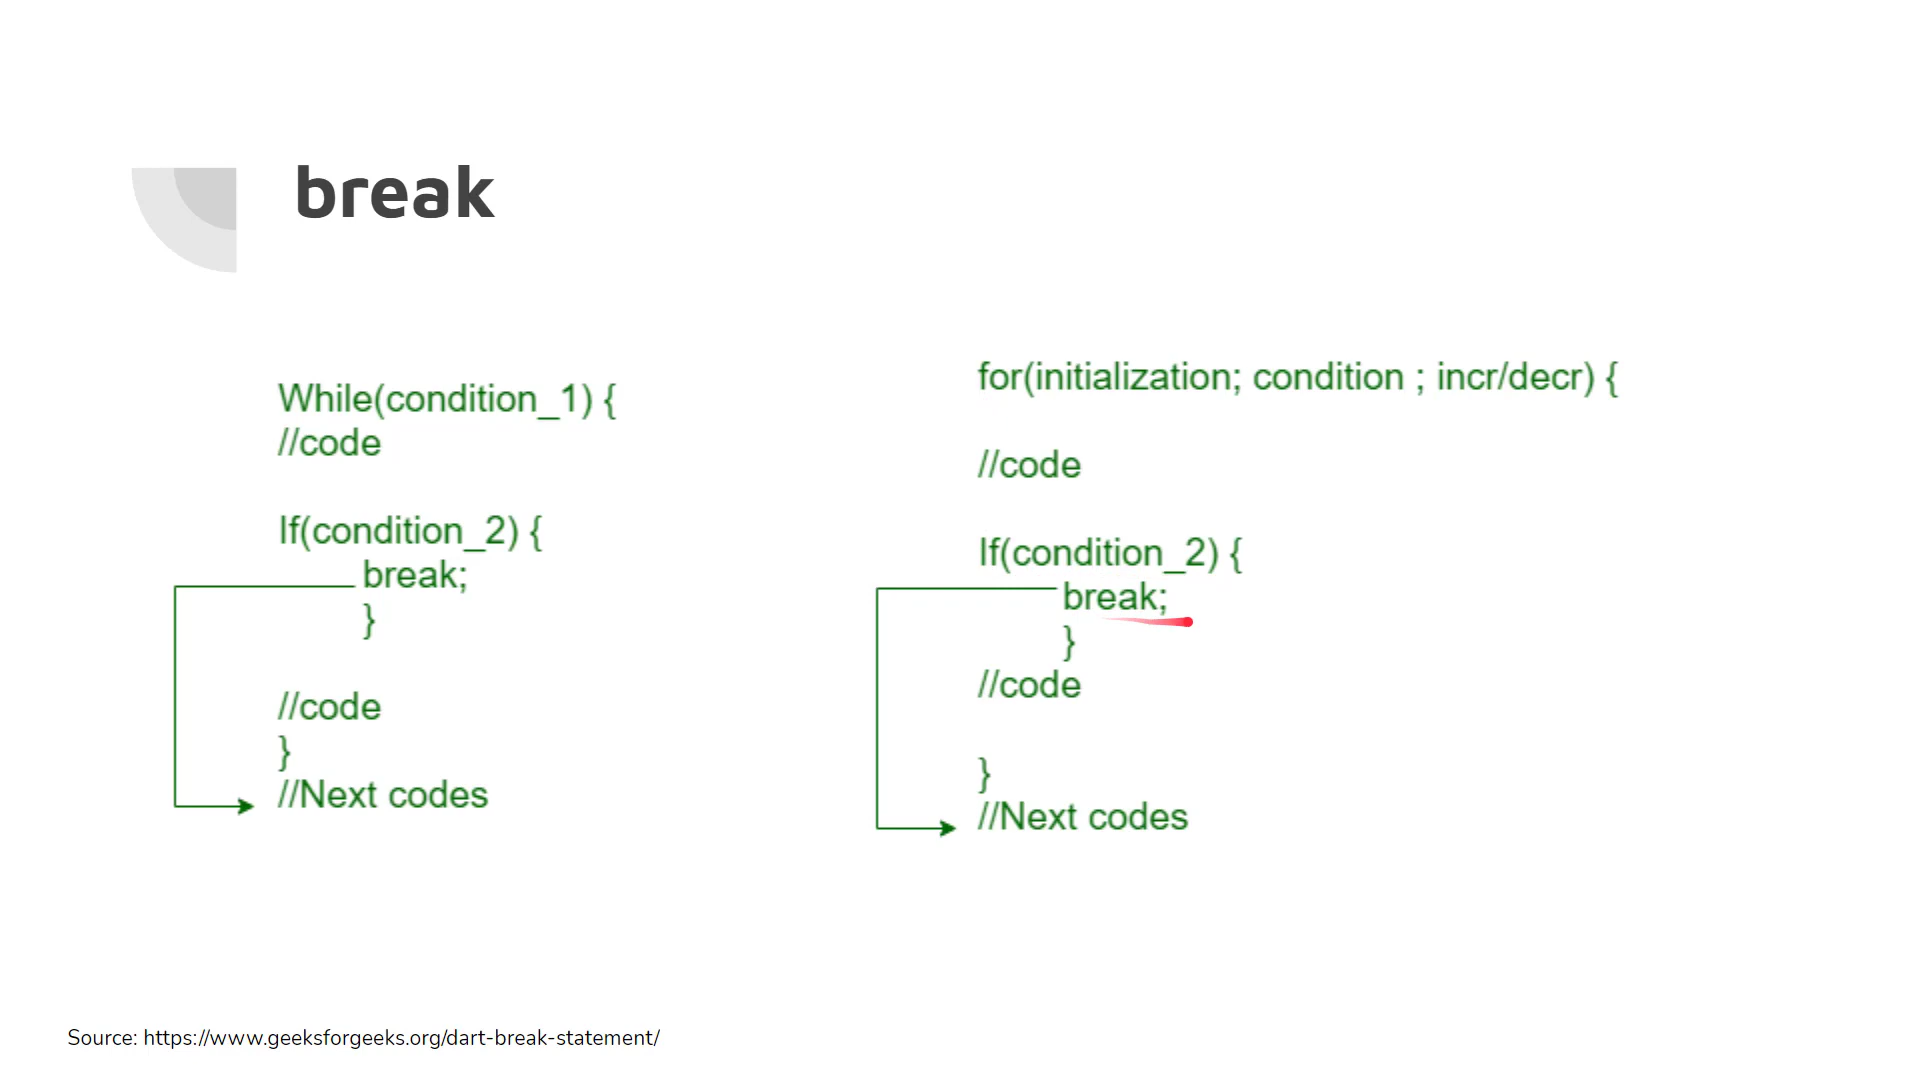 break
While(condition_1) {
//code
If(condition_2) {
break;
}
//code
}
//Next codes
for(initialization; condition ; incr/decr) {
//code
If(condition_2) {
break;
}
//code
}
//Next codes
Source: https://www.geeksforgeeks.org/dart-break-statement/